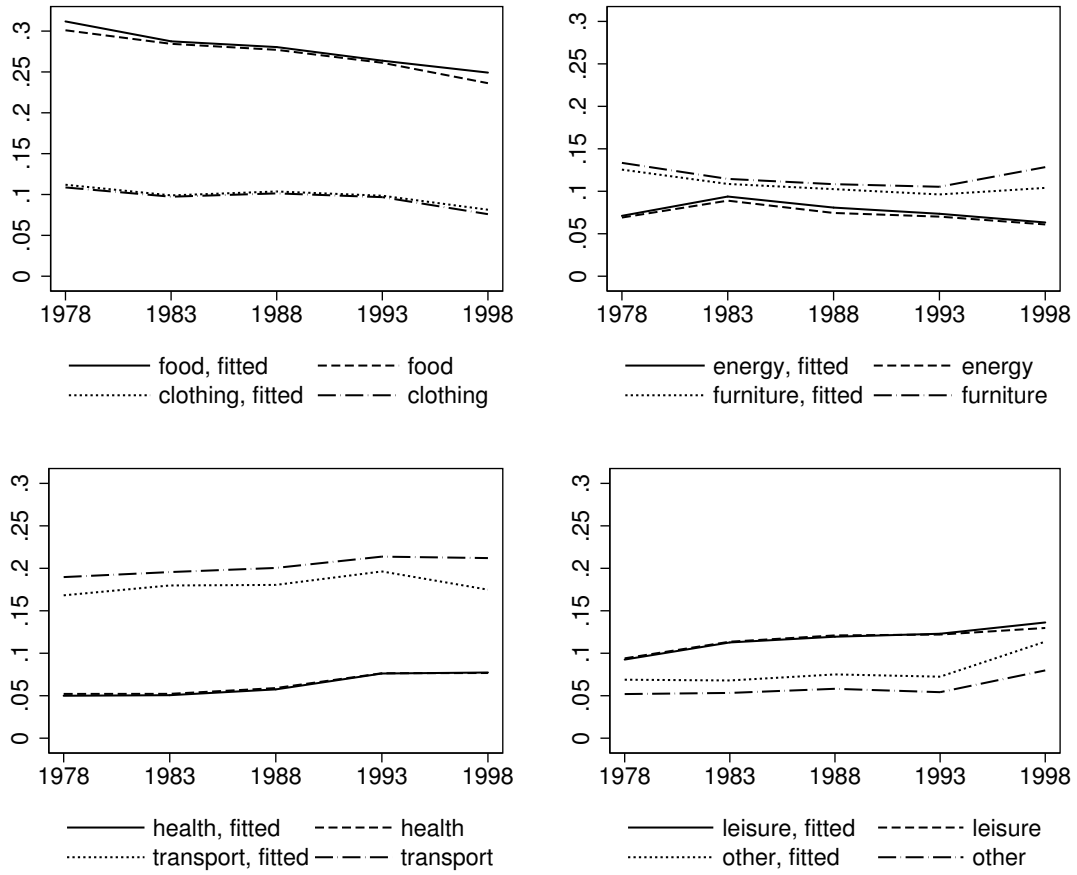 0 .05 .1 .15 .2 .25 .3
1978 1983 1988 1993 1998
food, fitted food
clothing, fitted clothing
0 .05 .1 .15 .2 .25 .3
1978 1983 1988 1993 1998
energy, fitted energy
furniture, fitted furniture
0 .05 .1 .15 .2 .25 .3
1978 1983 1988 1993 1998
health, fitted health
transport, fitted transport
0 .05 .1 .15 .2 .25 .3
1978 1983 1988 1993 1998
leisure, fitted leisure
other, fitted other